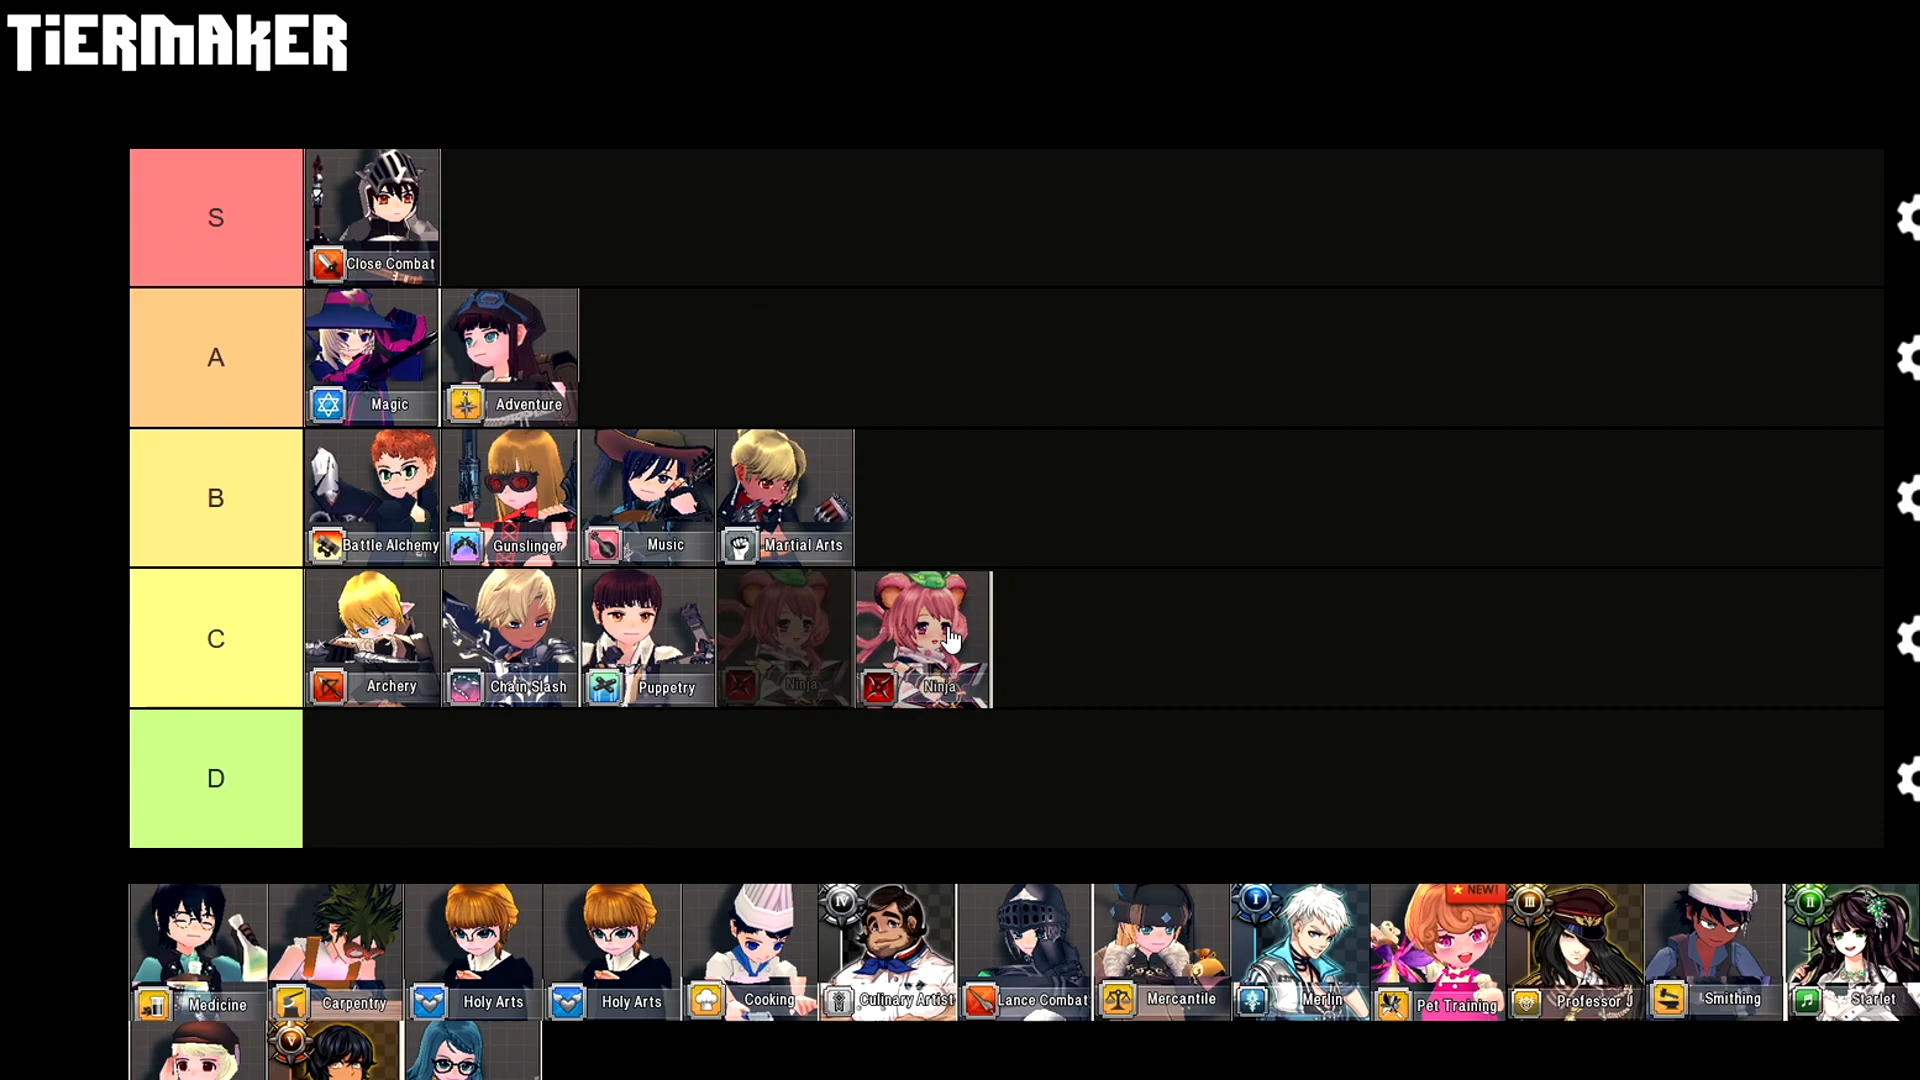 TiERMAKER
S
Close Combat
A
Magic
Adventure
B
Battle Alchemy
Gunslinger
Music
Martial Arts
C
Archery
Chain Slash
Puppetry
Ninja
Ninja
D
IV
I
NEW!
III
II
Medicine
Carpentry
Holy Arts
Holy Arts
Cooking
Culinary Artist
Lance Combat
Mercantile
Merlin
Pet Training
Professor J
Smithing
Starlet
V